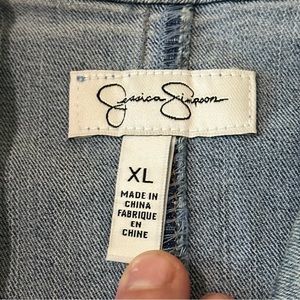 Jessica Simpson
XL
MADE IN
CHINA
FABRIQUE
EN
CHINE